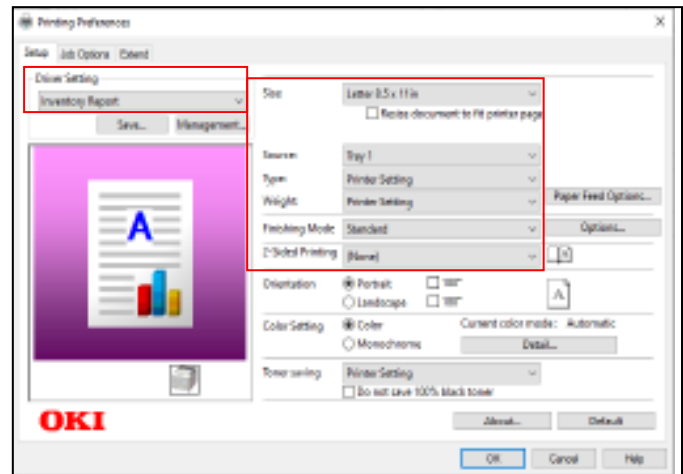 Printing Preferences
Setup Job Options Extend
Driver Setting
Inventory Report
Save... Management...
Size Letter 8.5 x 11in
Resize document to fit printer page
Source Tray 1
Type Printer Setting
Weight Printer Setting Paper Feed Options...
Finishing Mode Standard Options...
2-Sided Printing (None)
Orientation Portrait 180°
Landscape 180°
Color Setting Color Current color mode: Automatic
Monochrome Detail...
Toner saving Printer Setting
Do not save 100% black toner
A
A
OKI
About... Default
OK Cancel Help